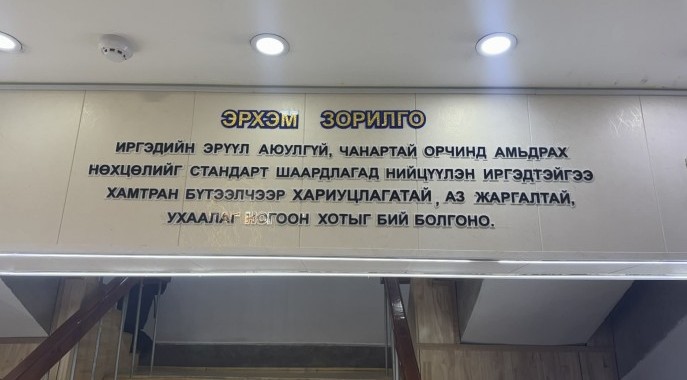 ЭРХЭМ ЗОРИЛГО
ИРГЭДИЙН ЭРҮҮЛ АЮУЛГҮЙ, ЧАНАРТАЙ ОРЧИНД АМЬДРАХ
НӨХЦӨЛИЙГ СТАНДАРТ ШААРДЛАГАД НИЙЦҮҮЛЭН ИРГЭДТЭЙГЭЭ
ХАМТРАН БҮТЭЭЛЧЭЭР ХАРИУЦЛАГАТАЙ, АЗ ЖАРГАЛТАЙ,
УХААЛАГ НОГООН ХОТЫГ БИЙ БОЛГОНО.